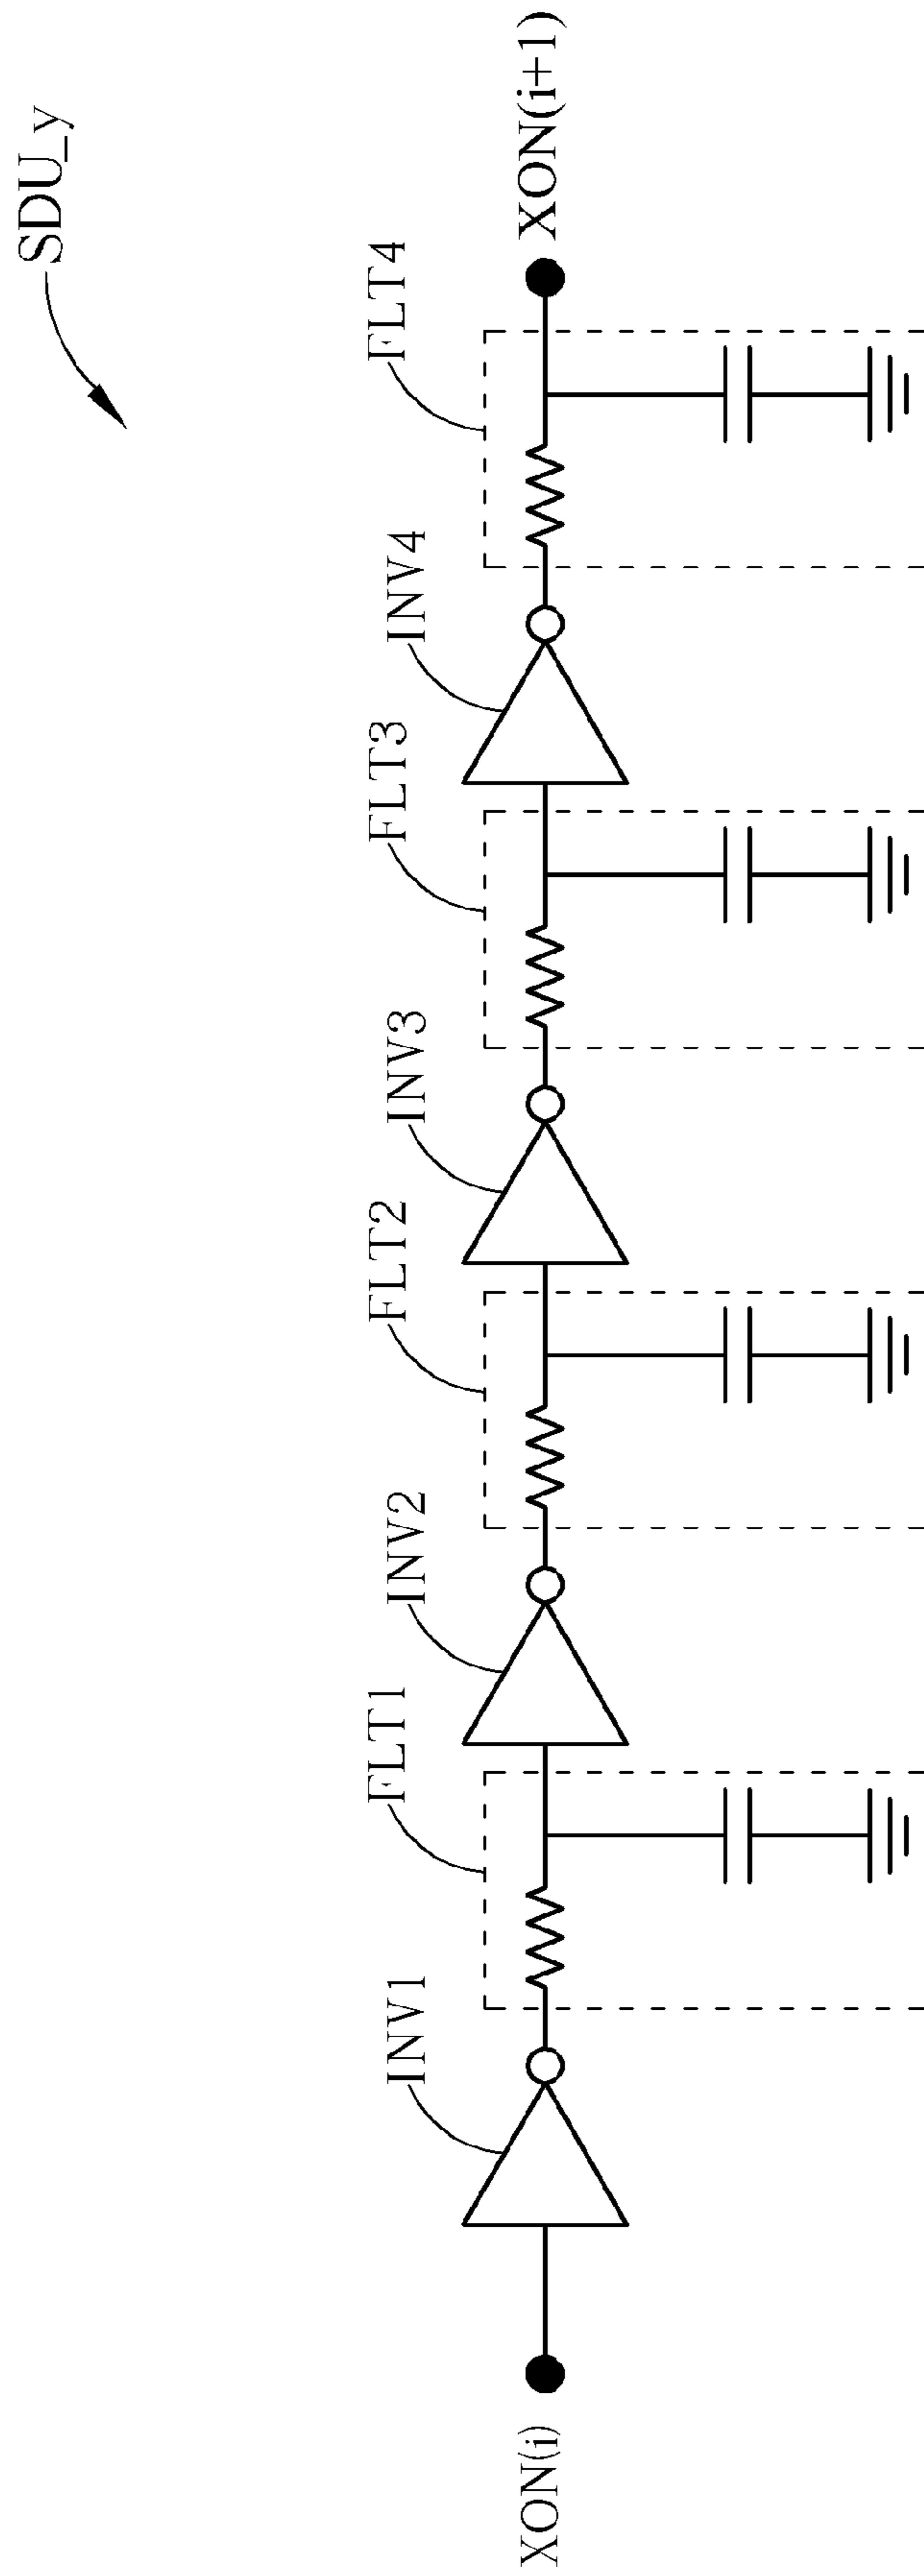 SDU_y
FLT1
FLT2
FLT3
FLT4
INV1
INV2
INV3
INV4
XON(i)
XON(i+1)